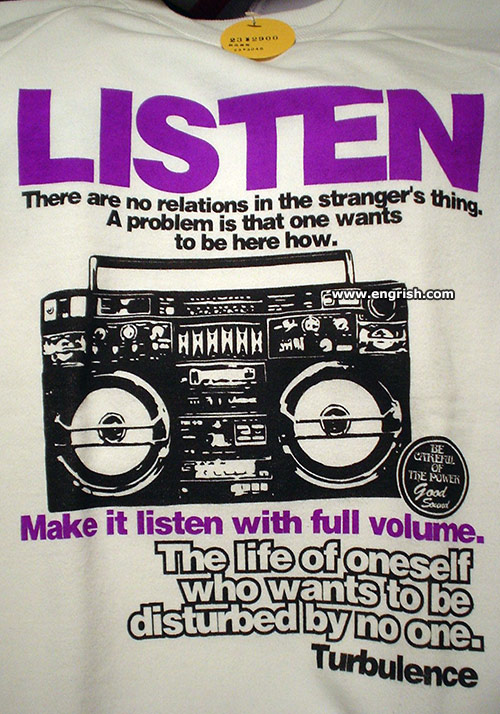 23 ¥2900
LISTEN
There are no relations in the stranger's thing.
A problem is that one wants
to be here how.
www.engrish.com
BE
CAREFUL
OF
THE POWER
Good
Sound
Make it listen with full volume.
The life of oneself
who wants to be
disturbed by no one.
Turbulence